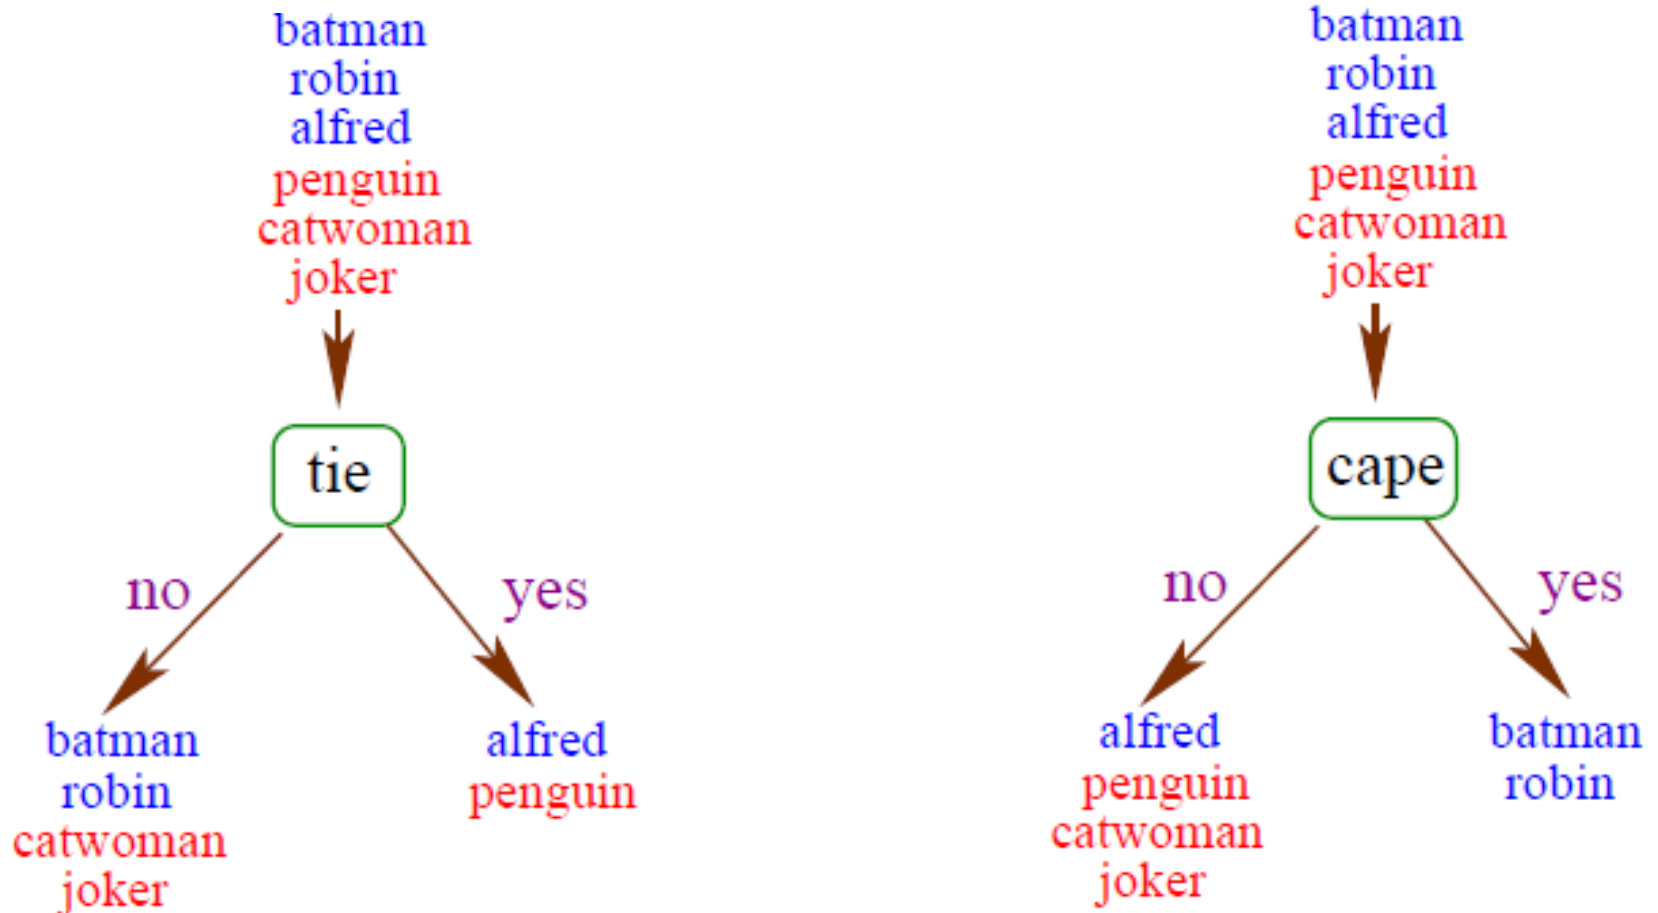 batman
robin
alfred
penguin
catwoman
joker
tie
no
yes
batman
robin
catwoman
joker
alfred
penguin
batman
robin
alfred
penguin
catwoman
joker
cape
no
yes
alfred
penguin
catwoman
joker
batman
robin